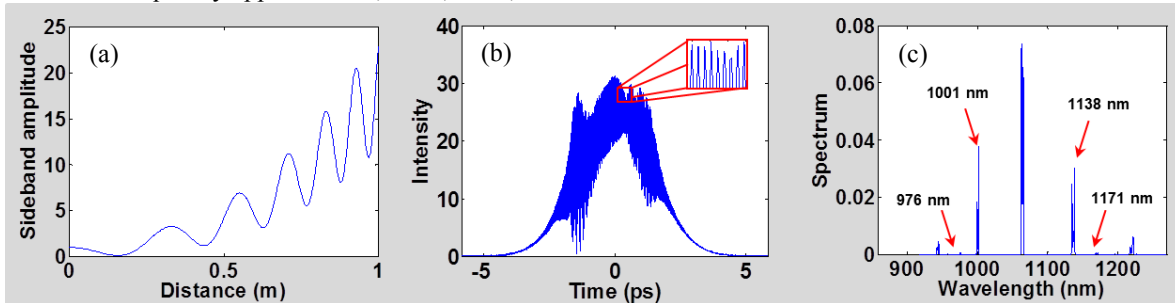 (a)
Sideband amplitude
25
20
15
10
5
0
0
0.5
1
Distance (m)
(b)
Intensity
40
30
20
10
0
-5
0
5
Time (ps)
(c)
Spectrum
0.08
0.06
0.04
0.02
0.00
1001 nm
1138 nm
976 nm
1171 nm
900
1000
1100
1200
Wavelength (nm)